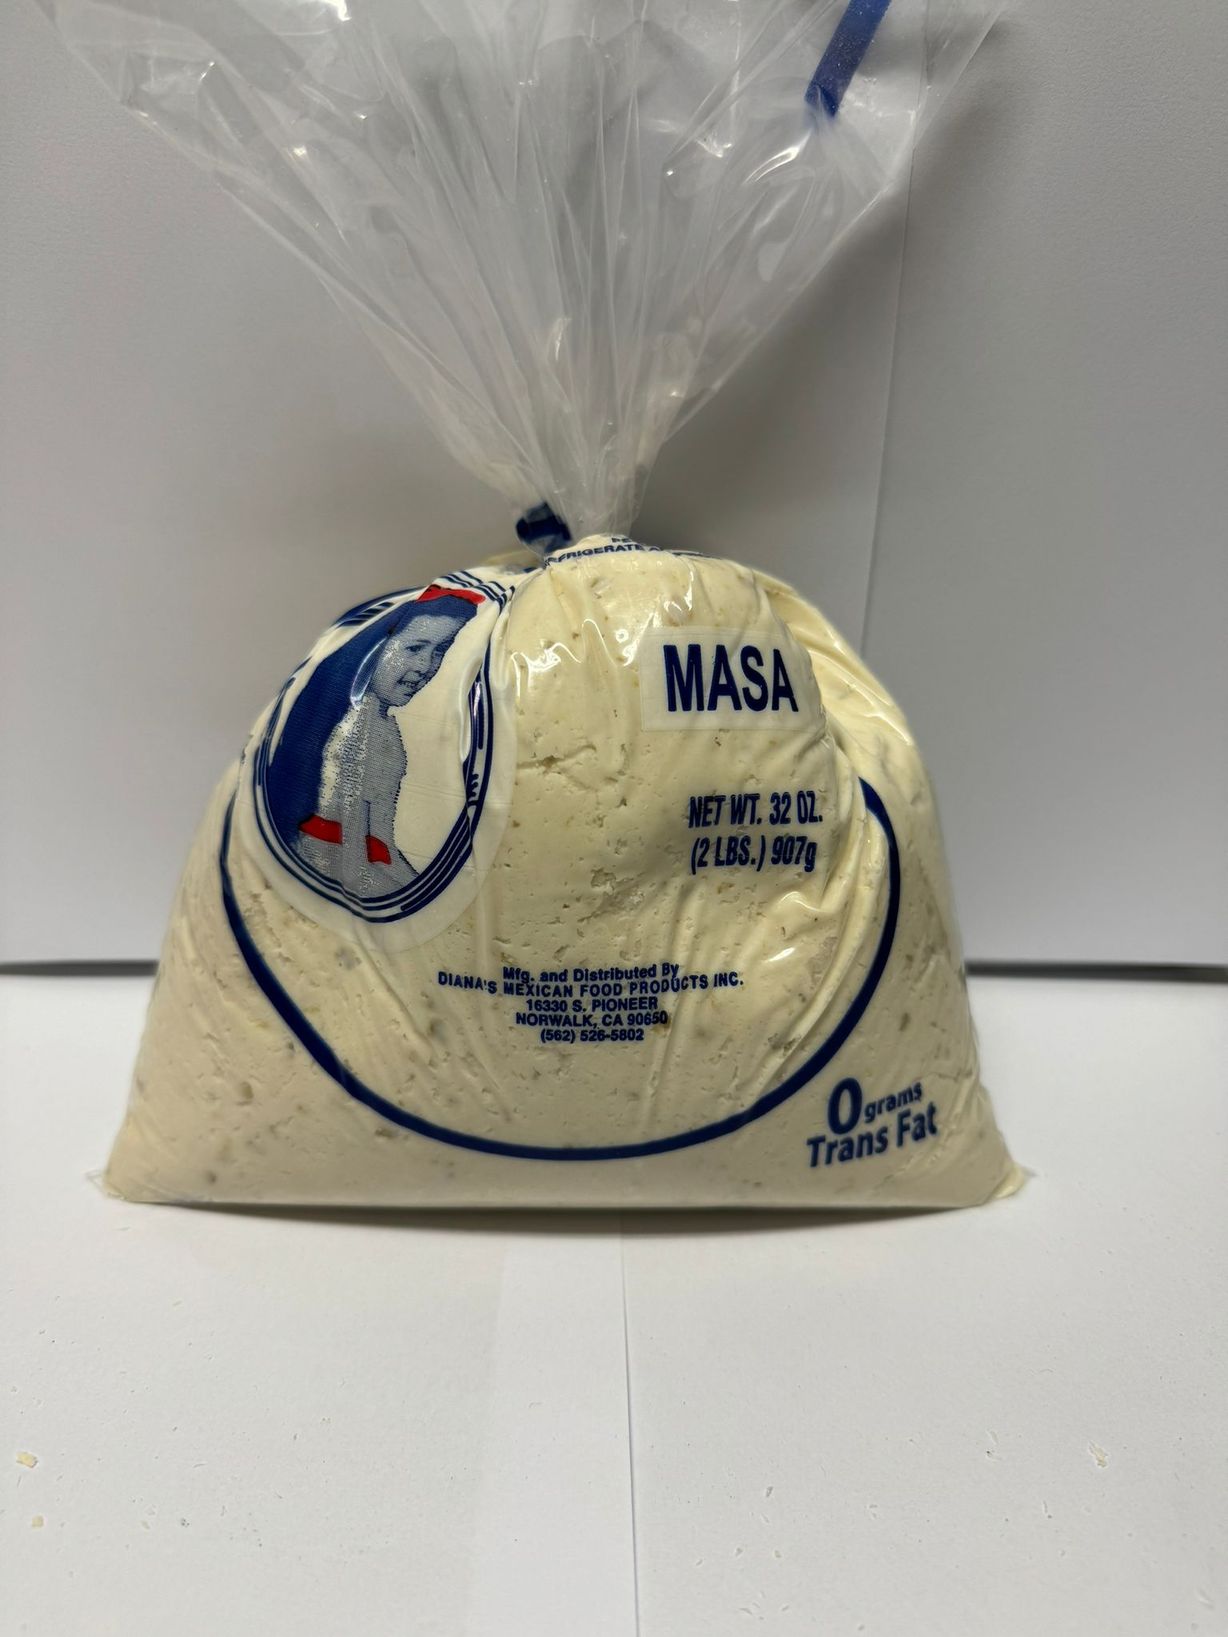 REFRIGERATE
MASA
NET WT. 32 OZ.
(2 LBS.) 907g
Mfg. and Distributed By
DIANA'S MEXICAN FOOD PRODUCTS INC.
16330 S. PIONEER
NORWALK, CA 90650
(562) 526-5802
0 grams
Trans Fat